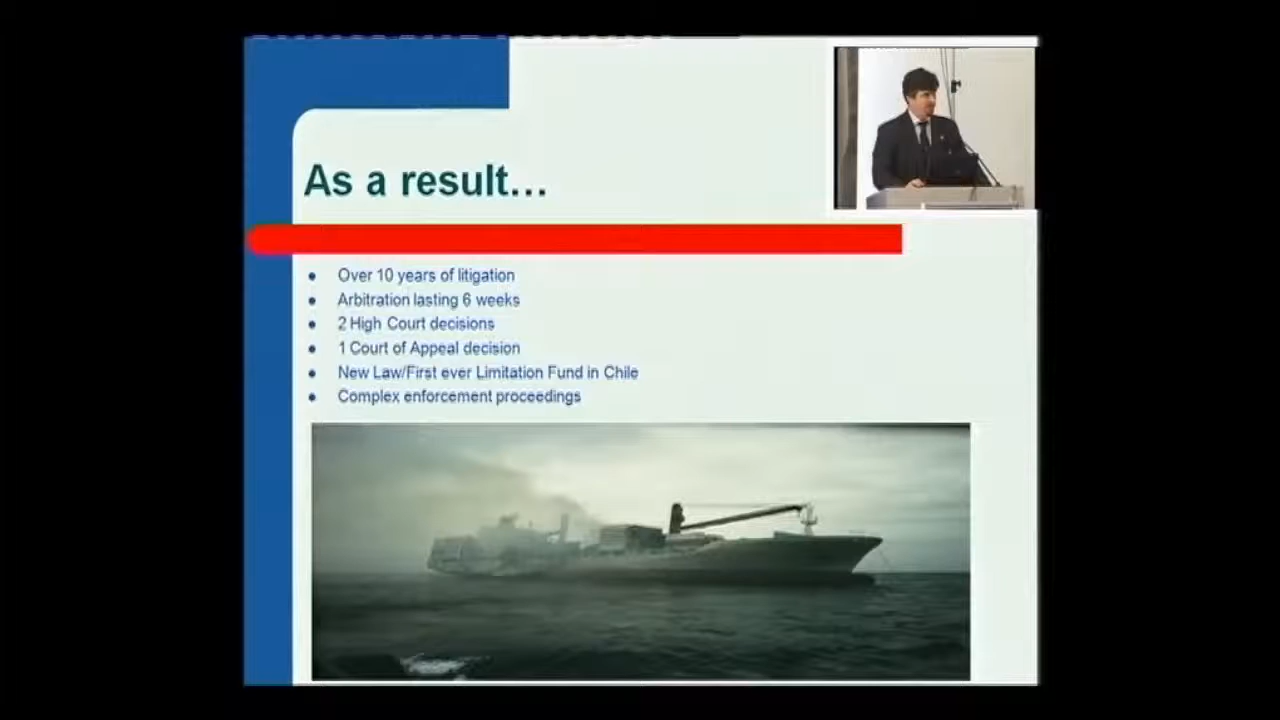 As a result…
Over 10 years of litigation
Arbitration lasting 6 weeks
2 High Court decisions
1 Court of Appeal decision
New Law/First ever Limitation Fund in Chile
Complex enforcement proceedings